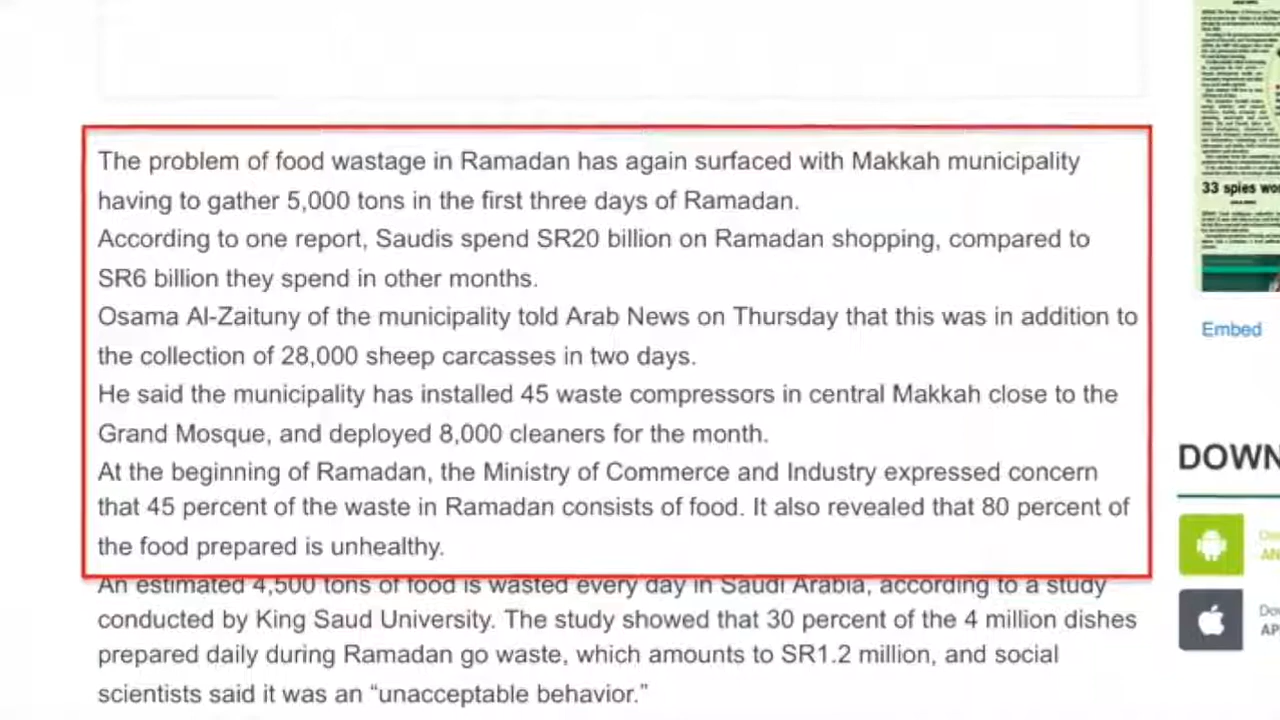 The problem of food wastage in Ramadan has again surfaced with Makkah municipality
having to gather 5,000 tons in the first three days of Ramadan.
According to one report, Saudis spend SR20 billion on Ramadan shopping, compared to
SR6 billion they spend in other months.
Osama Al-Zaituny of the municipality told Arab News on Thursday that this was in addition to
the collection of 28,000 sheep carcasses in two days.
He said the municipality has installed 45 waste compressors in central Makkah close to the
Grand Mosque, and deployed 8,000 cleaners for the month.
At the beginning of Ramadan, the Ministry of Commerce and Industry expressed concern
that 45 percent of the waste in Ramadan consists of food. It also revealed that 80 percent of
the food prepared is unhealthy.
An estimated 4,500 tons of food is wasted every day in Saudi Arabia, according to a study
conducted by King Saud University. The study showed that 30 percent of the 4 million dishes
prepared daily during Ramadan go waste, which amounts to SR1.2 million, and social
scientists said it was an “unacceptable behavior.”
33 spies wo
Embed
DOWN
Do
AN
Do
AP